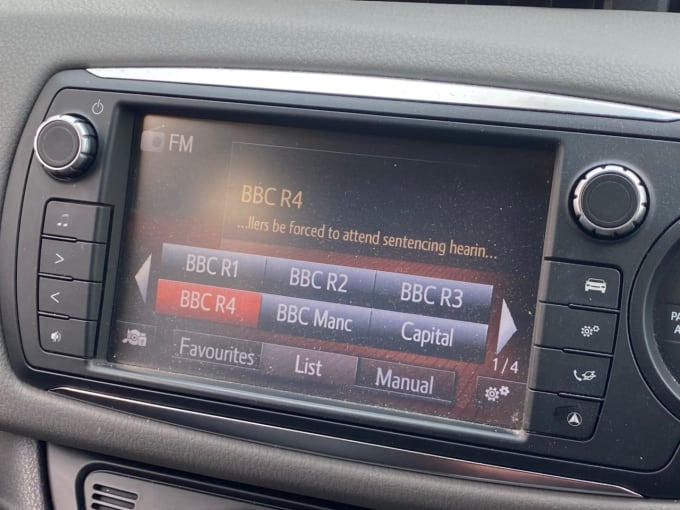 FM
BBC R4
...llers be forced to attend sentencing hearin...
BBC R1 BBC R2 BBC R3
BBC R4 BBC Manc Capital
1/4
Favourites List Manual
PA
A